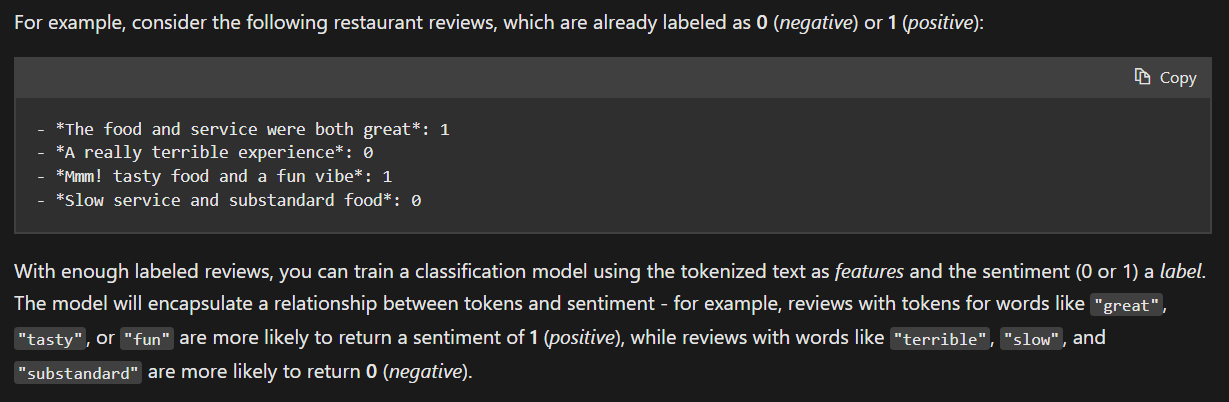 For example, consider the following restaurant reviews, which are already labeled as 0 (negative) or 1 (positive):
Copy
- *The food and service were both great*: 1
- *A really terrible experience*: 0
- *Mmm! tasty food and a fun vibe*: 1
- *Slow service and substandard food*: 0
With enough labeled reviews, you can train a classification model using the tokenized text as features and the sentiment (0 or 1) a label.
The model will encapsulate a relationship between tokens and sentiment - for example, reviews with tokens for words like "great",
"tasty", or "fun" are more likely to return a sentiment of 1 (positive), while reviews with words like "terrible", "slow", and
"substandard" are more likely to return 0 (negative).